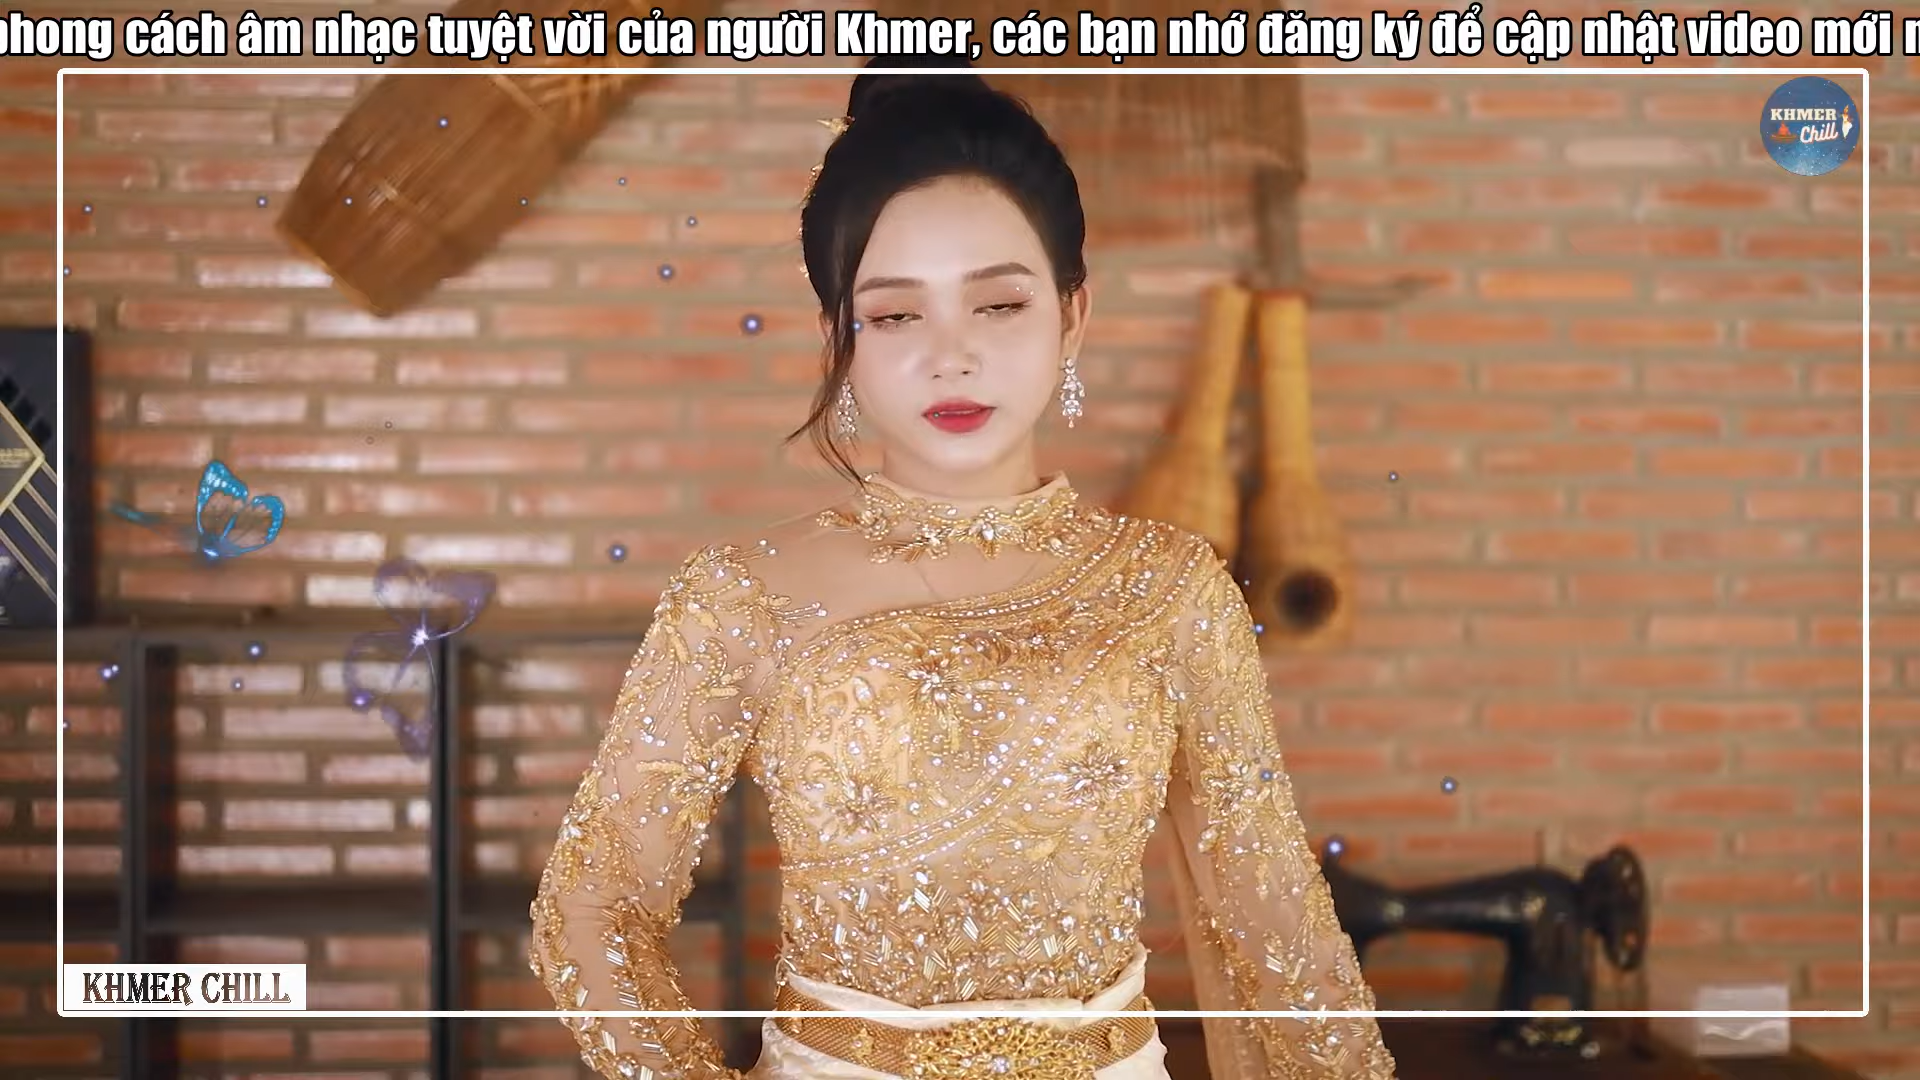 phong cách âm nhạc tuyệt vời của người Khmer, các bạn nhớ đăng ký để cập nhật video mới
KHMER
Chill
KHMER CHILL